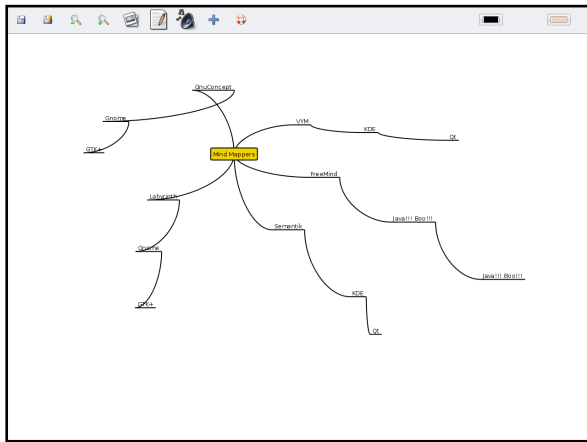 GnuConcept
Gnome
GTK+
VYM
KDE
Qt
Mind Mappers
FreeMind
Labyrinth
Java!!! Boo!!!
Semantik
Gnome
Java!!! Boo!!!
KDE
GTK+
Qt